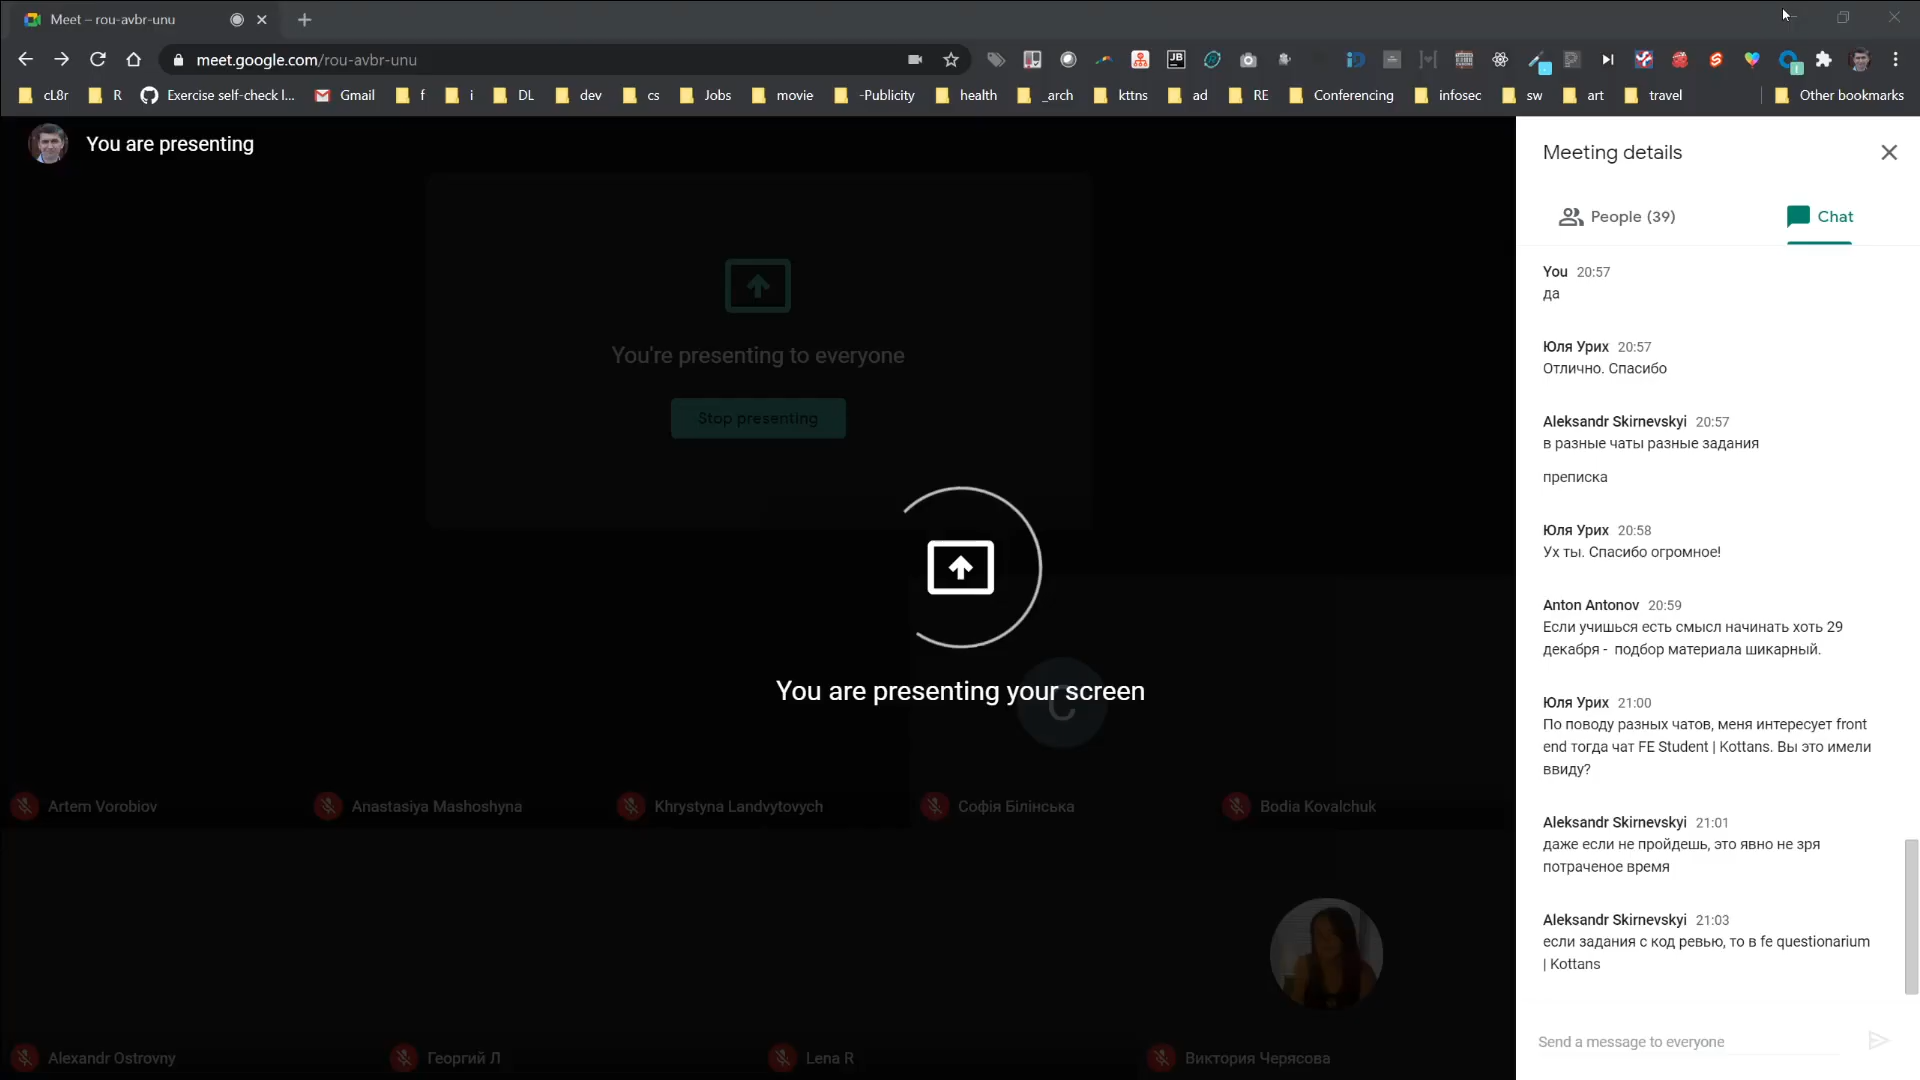 Meet – rou-avbr-unu
meet.google.com/rou-avbr-unu
JB
cL8r
R
Exercise self-check l...
Gmail
f
i
DL
dev
cs
Jobs
movie
-Publicity
health
_arch
kttns
ad
RE
Conferencing
infosec
sw
art
travel
Other bookmarks
You are presenting
You're presenting to everyone
Stop presenting
You are presenting your screen
C
Artem Vorobiov
Anastasiya Mashoshyna
Khrystyna Landvytovych
Софія Білінська
Bodia Kovalchuk
Alexandr Ostrovny
Георгий Л
Lena R
Виктория Черясова
Meeting details
People (39)
Chat
You 20:57
да
Юля Урих 20:57
Отлично. Спасибо
Aleksandr Skirnevskyi 20:57
в разные чаты разные задания
преписка
Юля Урих 20:58
Ух ты. Спасибо огромное!
Anton Antonov 20:59
Если учишься есть смысл начинать хоть 29
декабря - подбор материала шикарный.
Юля Урих 21:00
По поводу разных чатов, меня интересует front
end тогда чат FE Student | Kottans. Вы это имели
ввиду?
Aleksandr Skirnevskyi 21:01
даже если не пройдешь, это явно не зря
потраченое время
Aleksandr Skirnevskyi 21:03
если задания с код ревью, то в fe questionarium
| Kottans
Send a message to everyone